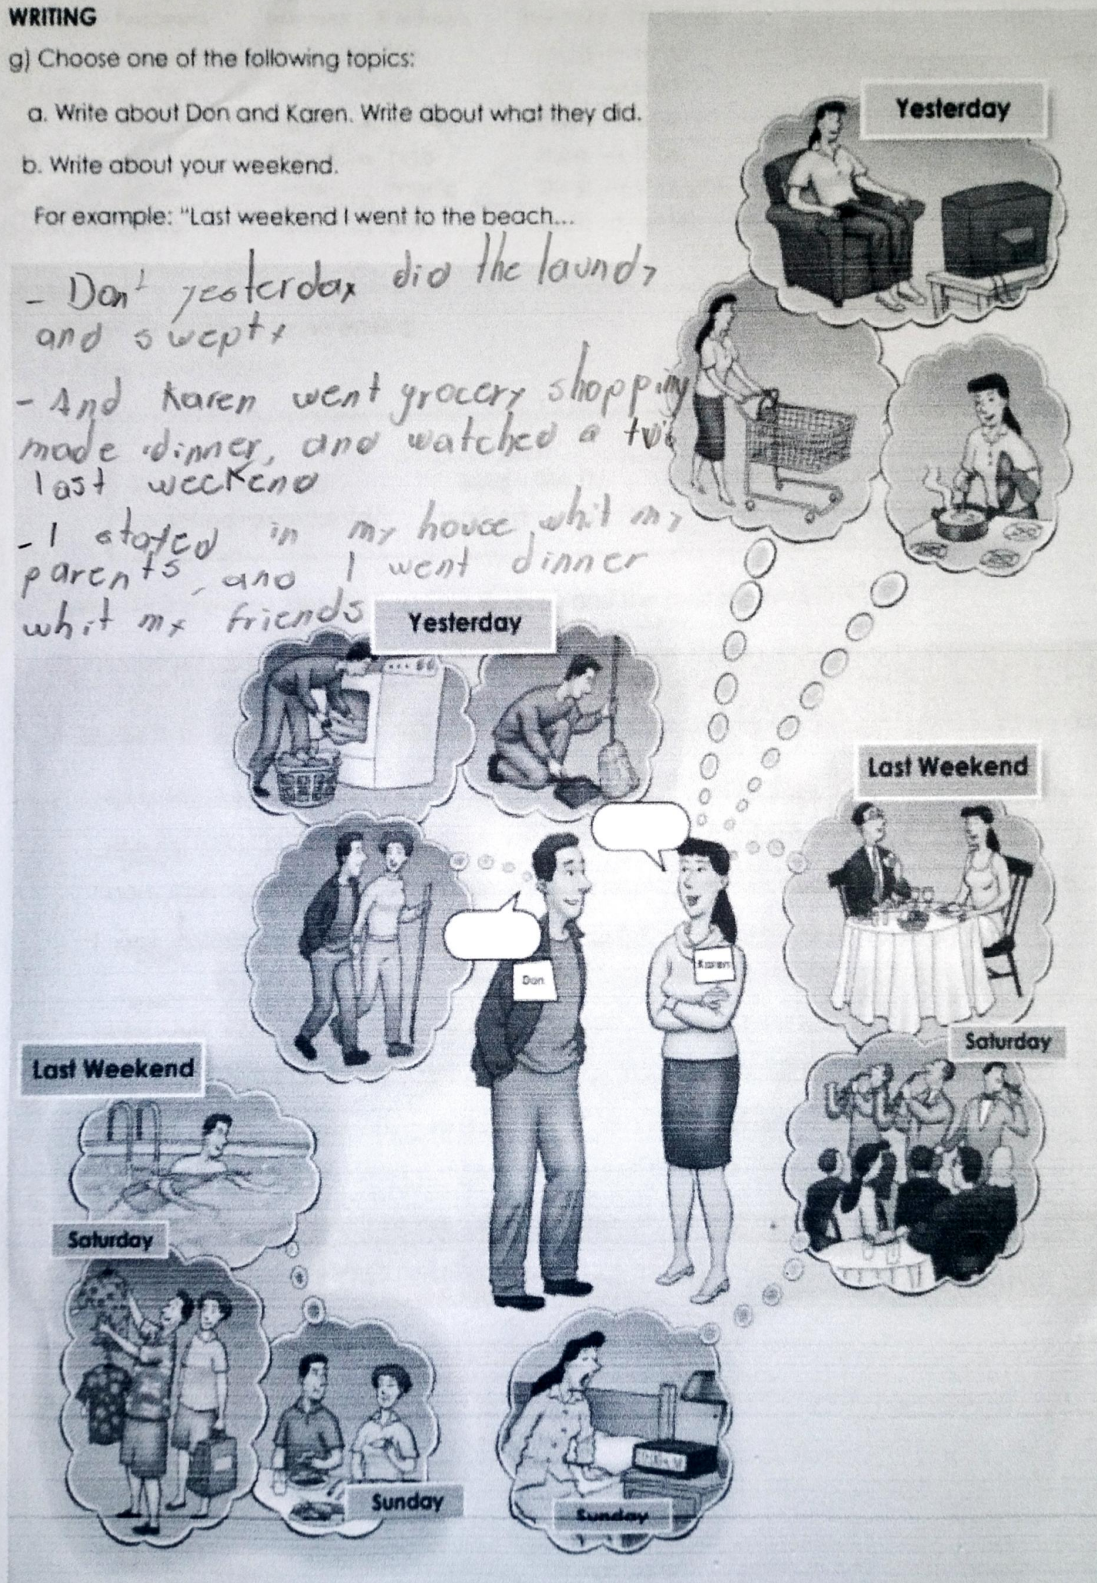 WRITING
g) Choose one of the following topics:
a. Write about Don and Karen. Write about what they did.
b. Write about your weekend.
For example: "Last weekend I went to the beach...
- Don't yesterday did the laundy
and swepty
- And Karen went grocery shopping
made dinner, and watched a
last weekend
- I stayed in my house whit my
parents, and I went dinner
whit my friends
Yesterday
Yesterday
Last Weekend
Don
Karen
Saturday
Last Weekend
Saturday
Sunday
Sunday